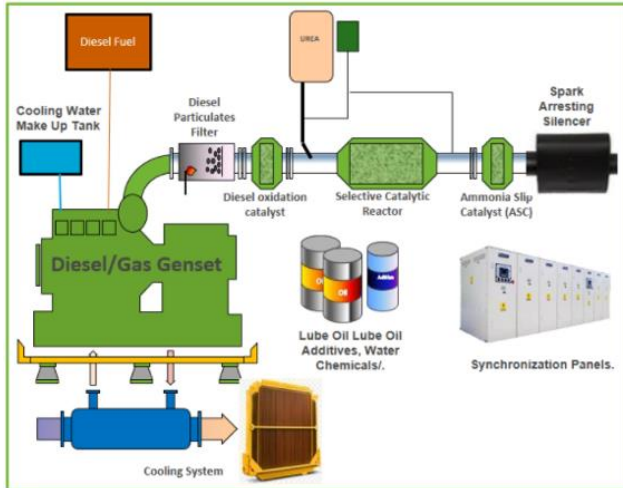 Diesel Fuel
UREA
Cooling Water
Make Up Tank
Diesel
Particulates
Filter
Spark
Arresting
Silencer
Diesel oxidation
catalyst
Selective Catalytic
Reactor
Ammonia Slip
Catalyst (ASC)
Diesel/Gas Genset
Oil
Oil
Lube Oil Lube Oil
Additives, Water
Chemicals/.
Synchronization Panels.
Cooling System